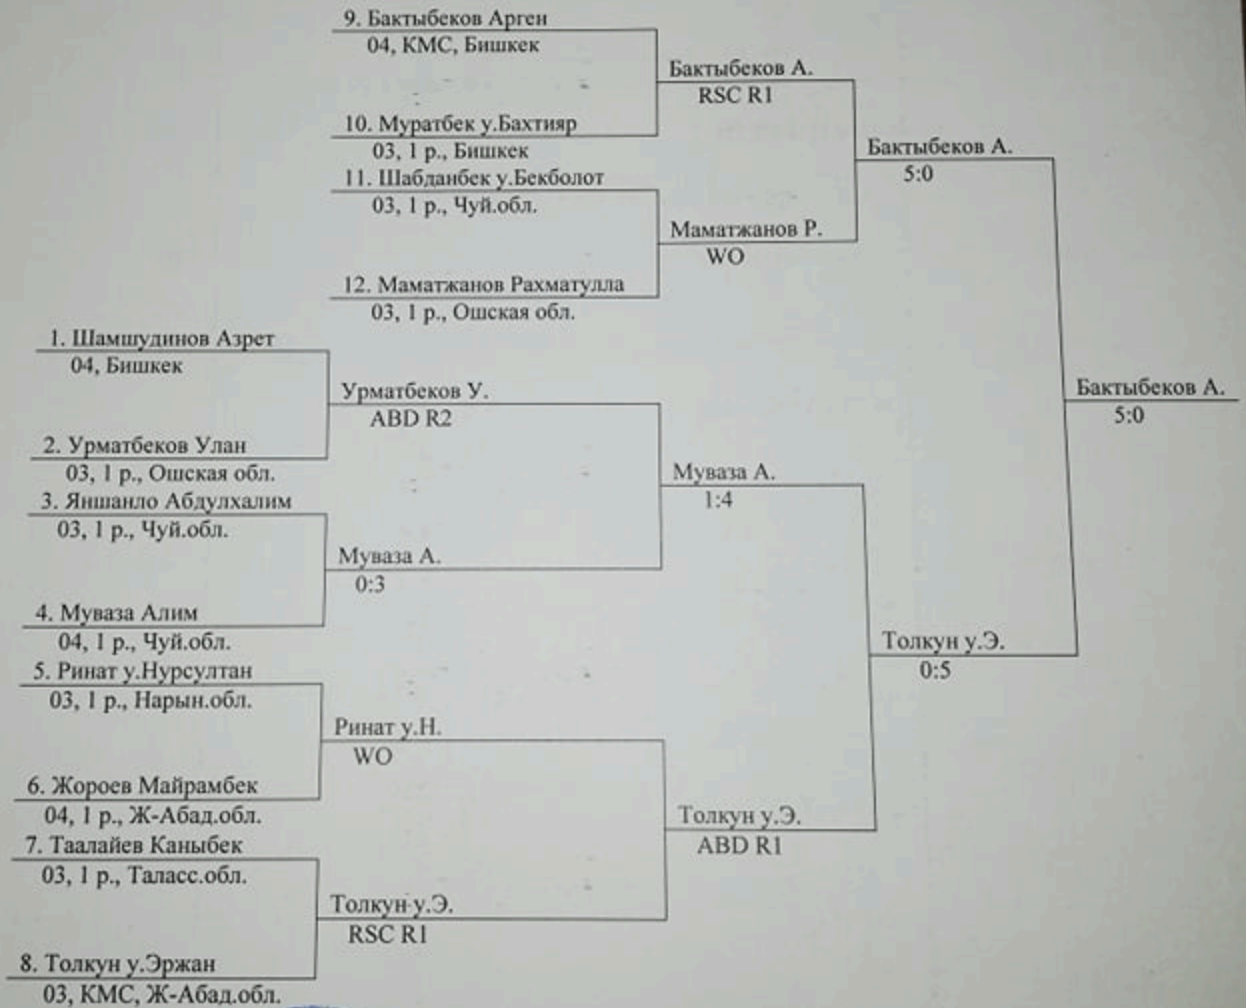 9. Бактыбеков Арген
04, КМС, Бишкек
Бактыбеков А.
RSC R1
10. Муратбек у.Бахтияр
03, 1 р., Бишкек
Бактыбеков А.
5:0
11. Шабданбек у.Бекболот
03, 1 р., Чуй.обл.
Маматжанов Р.
WO
12. Маматжанов Рахматулла
03, 1 р., Ошская обл.
1. Шамшудинов Азрет
04, Бишкек
Урматбеков У.
ABD R2
Бактыбеков А.
5:0
2. Урматбеков Улан
03, 1 р., Ошская обл.
Муваза А.
1:4
3. Яншанло Абдулхалим
03, 1 р., Чуй.обл.
Муваза А.
0:3
4. Муваза Алим
04, 1 р., Чуй.обл.
Толкун у.Э.
0:5
5. Ринат у.Нурсултан
03, 1 р., Нарын.обл.
Ринат у.Н.
WO
6. Жороев Майрамбек
04, 1 р., Ж-Абад.обл.
Толкун у.Э.
ABD R1
7. Таалайев Каныбек
03, 1 р., Таласс.обл.
Толкун у.Э.
RSC R1
8. Толкун у.Эржан
03, КМС, Ж-Абад.обл.